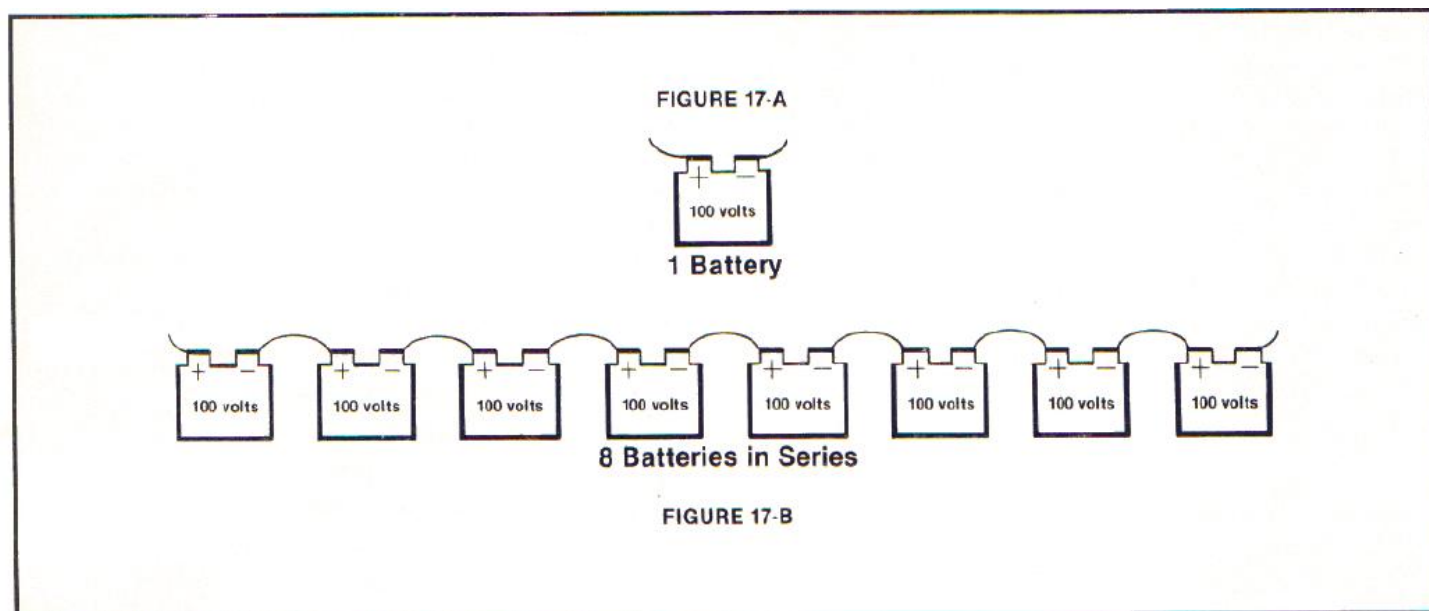 FIGURE 17-A
+ −
100 volts
1 Battery
+ − + − + − + − + − + − + − + −
100 volts 100 volts 100 volts 100 volts 100 volts 100 volts 100 volts 100 volts
8 Batteries in Series
FIGURE 17-B